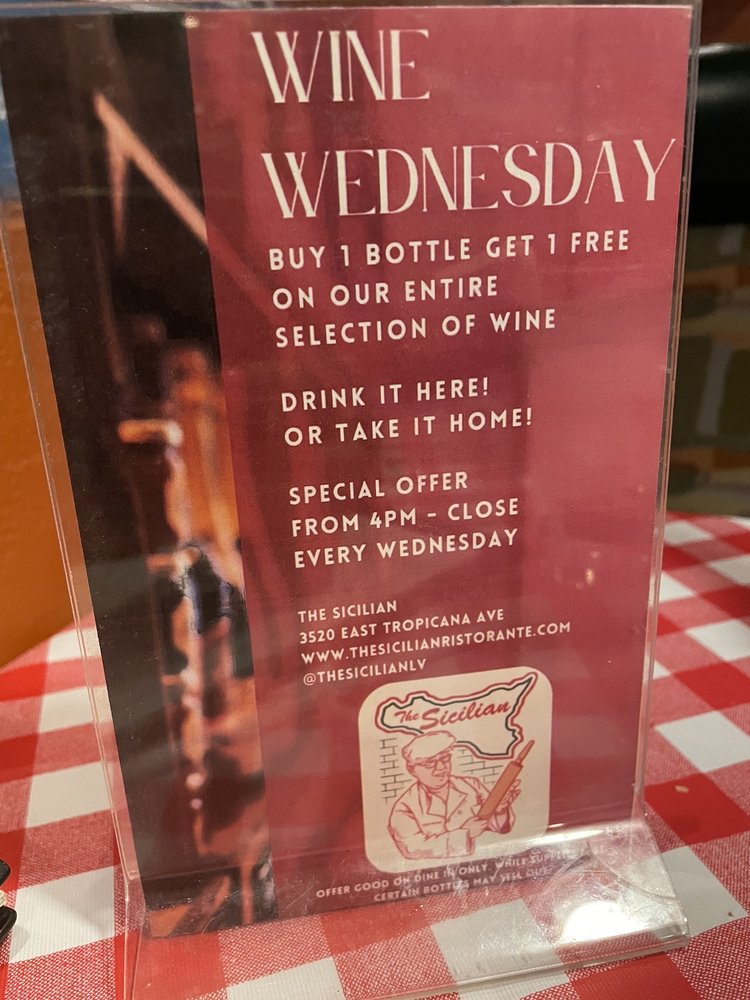 WINE
WEDNESDAY
BUY 1 BOTTLE GET 1 FREE
ON OUR ENTIRE
SELECTION OF WINE
DRINK IT HERE!
OR TAKE IT HOME!
SPECIAL OFFER
FROM 4PM - CLOSE
EVERY WEDNESDAY
THE SICILIAN
3520 EAST TROPICANA AVE
WWW.THESICILIANRISTORANTE.COM
@THESICILIANLV
The Sicilian
OFFER GOOD ON DINE IN ONLY. WHILE SUPPLIES LAST
CERTAIN BOTTLES MAY SELL OUT